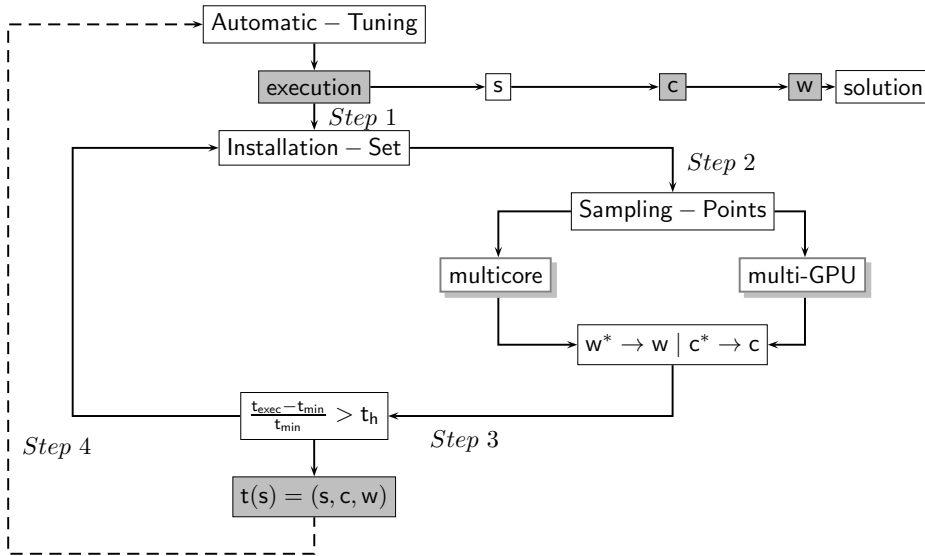 Automatic – Tuning
execution
s
c
w
solution
Step 1
Installation – Set
Step 2
Sampling – Points
multicore
multi-GPU
w* → w | c* → c
(t_exec − t_min) / t_min > t_h
Step 3
Step 4
t(s) = (s, c, w)